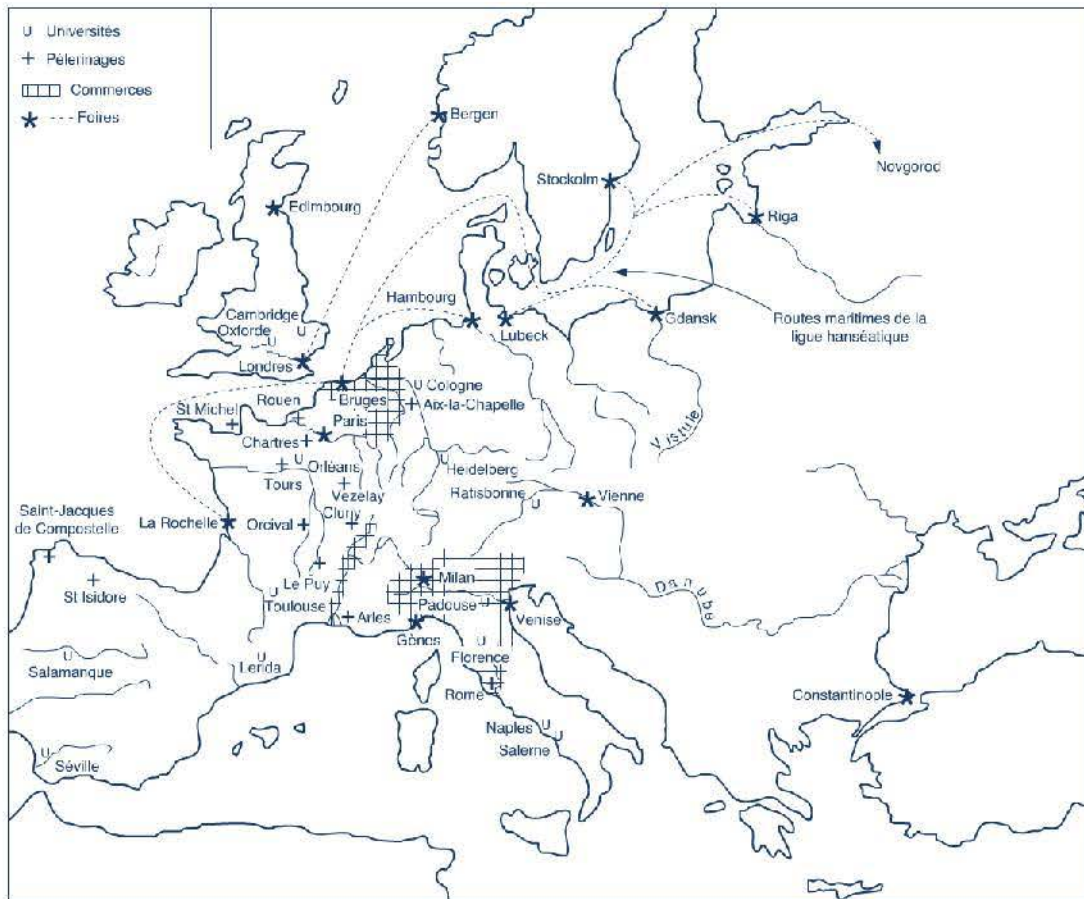 U Universités
+ Pèlerinages
Commerces
Foires
Bergen
Novgorod
Stockolm
Edimbourg
Riga
Hambourg
Cambridge
Oxforde
Lubeck
Gdansk
Routes maritimes de la
ligue hanséatique
Londres
Cologne
Rouen
Bruges
Aix-la-Chapelle
St Michel
Paris
Chartres
Vistule
Orléans
Heidelberg
Tours
Vezelay
Ratisbonne
Vienne
Saint-Jacques
de Compostelle
La Rochelle
Orcival
Cluny
Le Puy
Milan
Danube
St Isidore
Toulouse
Padouse
Arles
Venise
Gènes
Florence
Salamanque
Lerida
Rome
Constantinople
Naples
Salerne
Séville